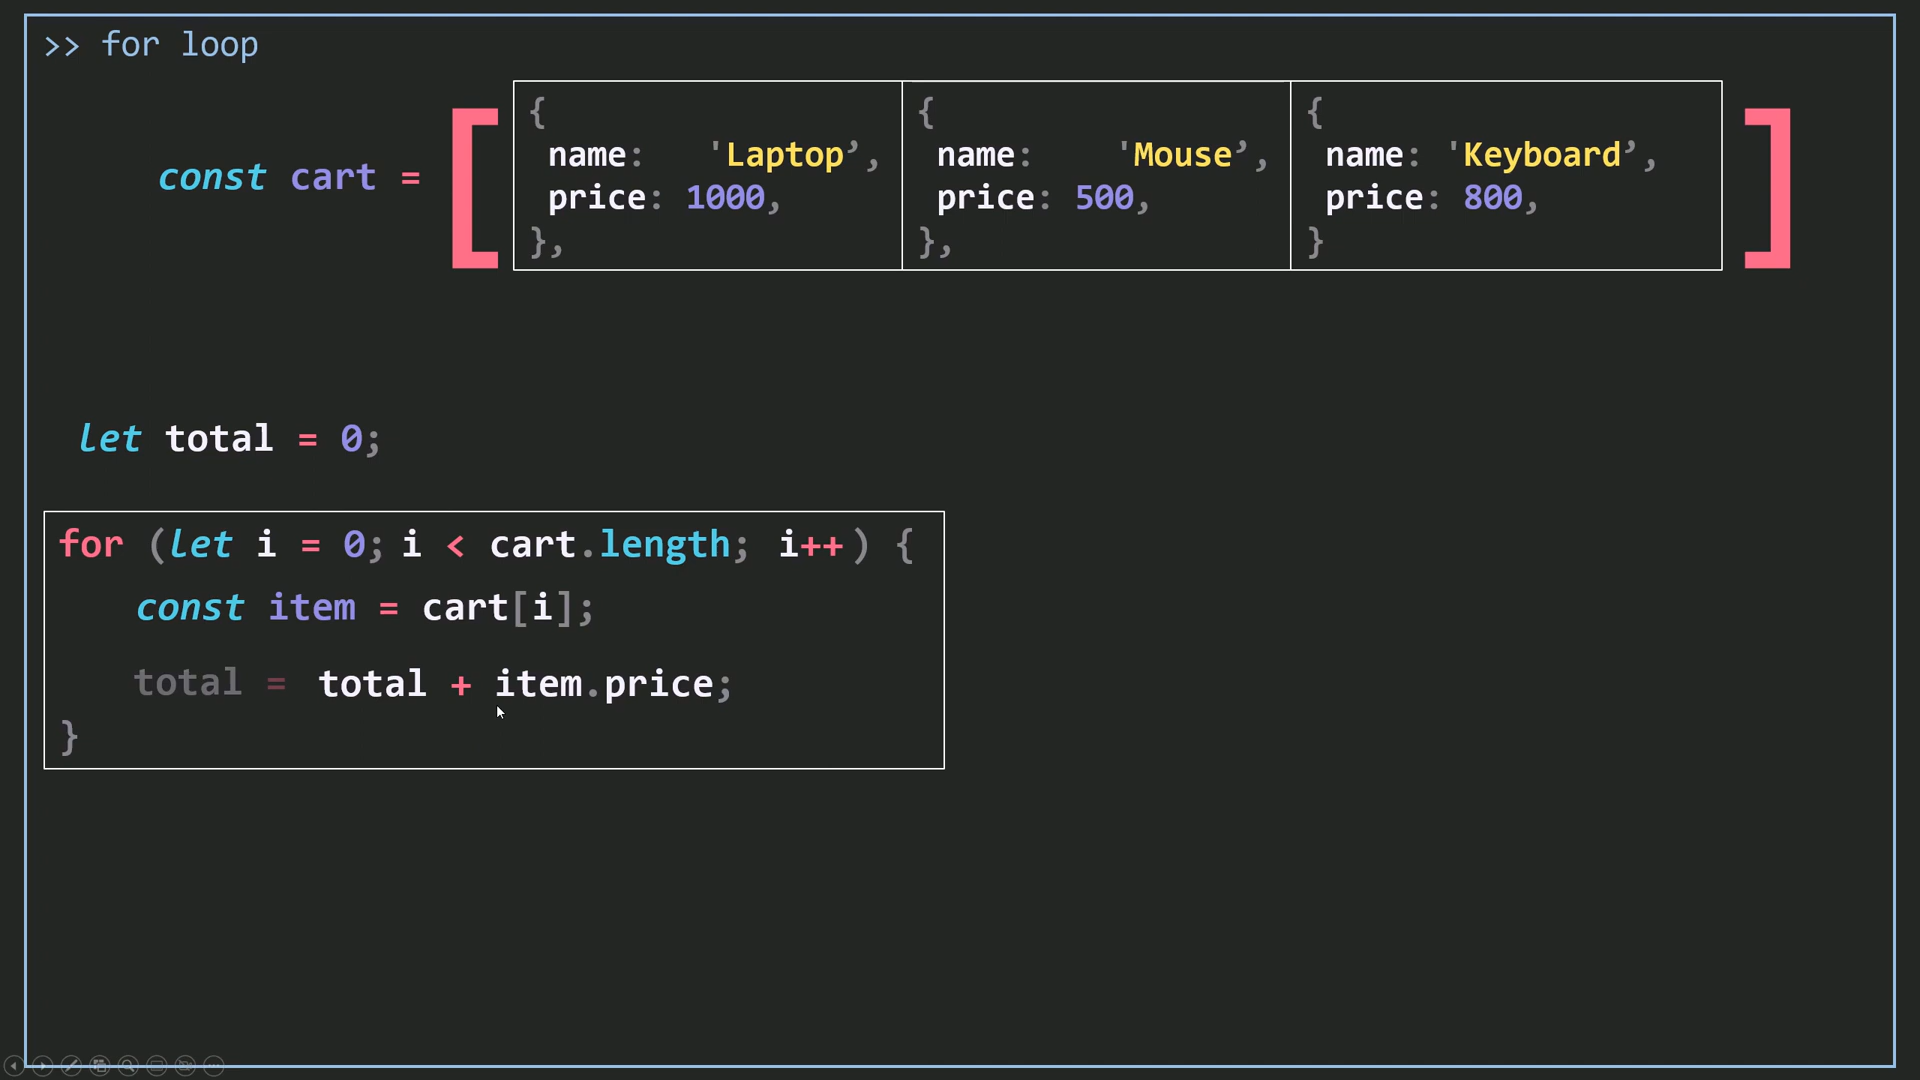 >> for loop
const cart = [
{
name: 'Laptop’,
price: 1000,
},
{
name: 'Mouse’,
price: 500,
},
{
name: 'Keyboard’,
price: 800,
}
]
let total = 0;
for (let i = 0; i < cart.length; i++) {
const item = cart[i];
total = total + item.price;
}